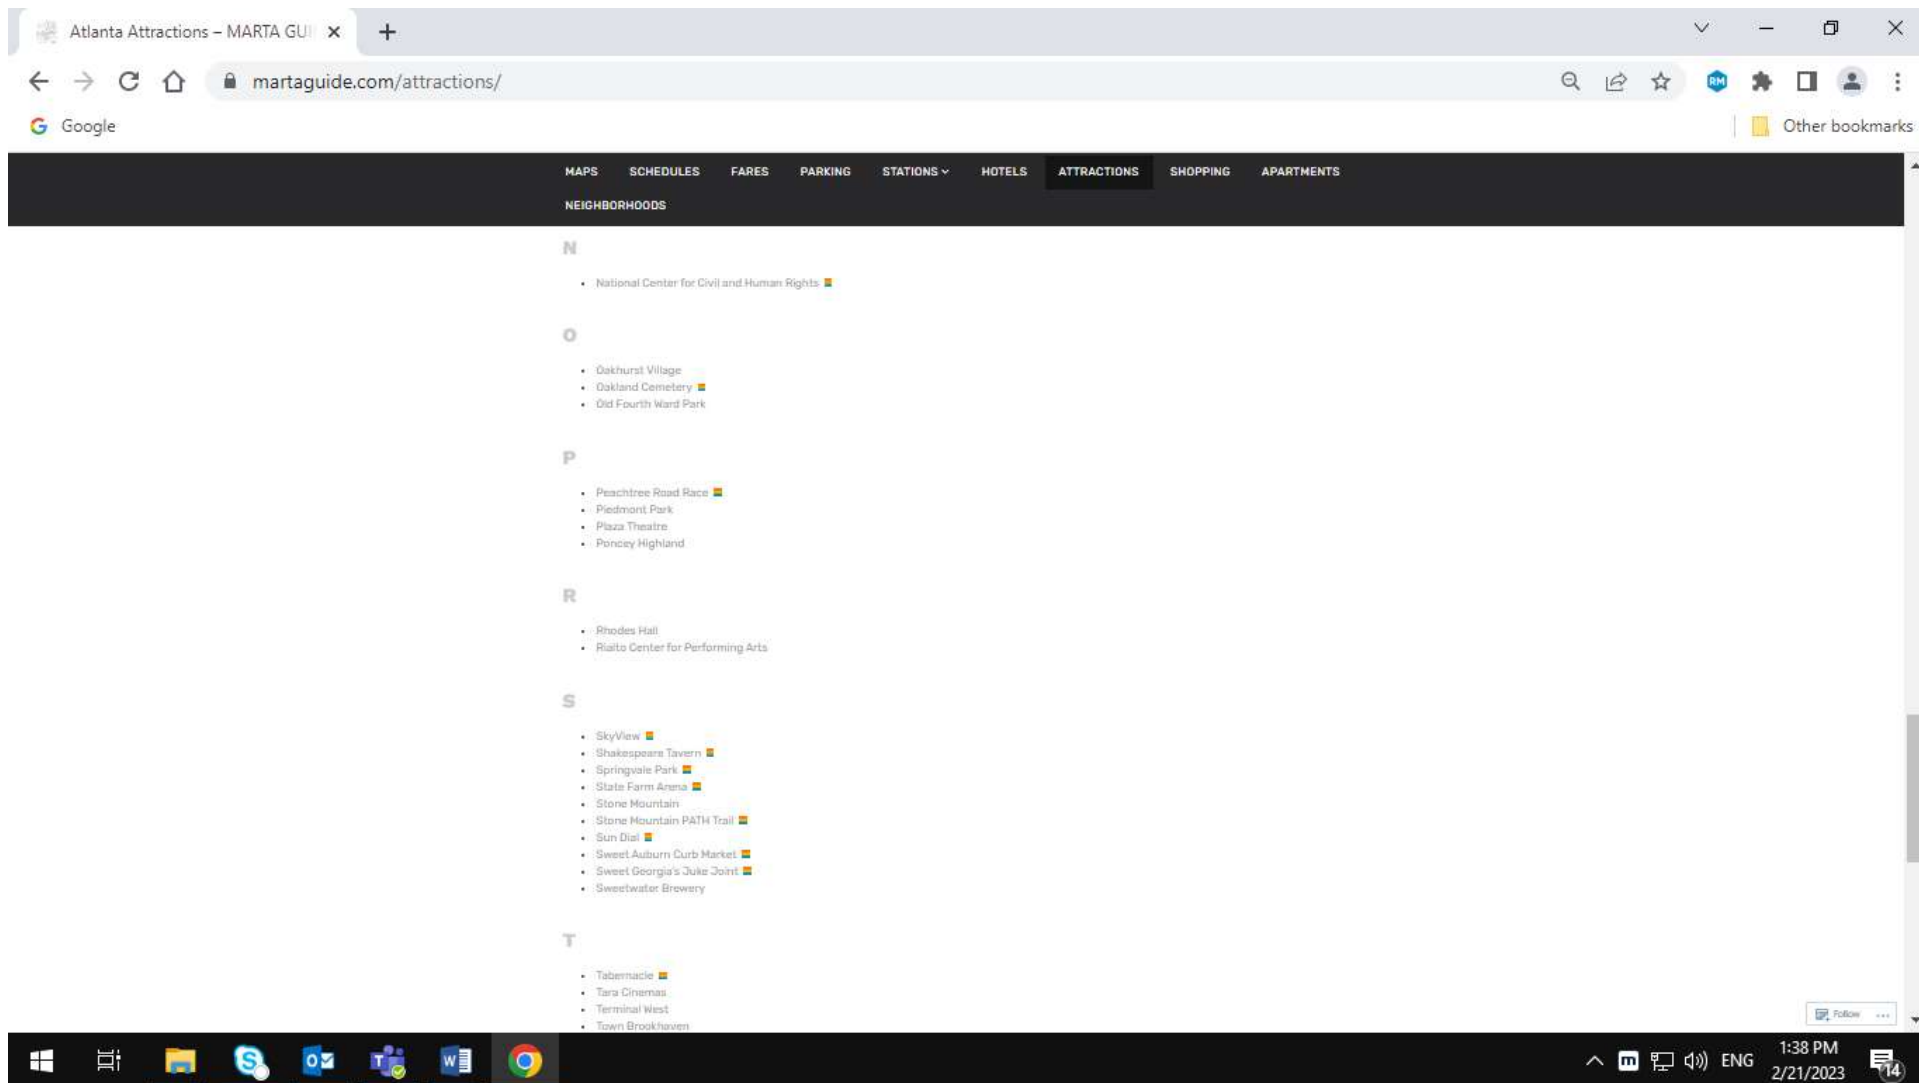 Atlanta Attractions – MARTA GUI
martaguide.com/attractions/
RM
Google
Other bookmarks
MAPS SCHEDULES FARES PARKING STATIONS HOTELS ATTRACTIONS SHOPPING APARTMENTS
NEIGHBORHOODS
N
National Center for Civil and Human Rights
O
Oakhurst Village
Oakland Cemetery
Old Fourth Ward Park
P
Peachtree Road Race
Piedmont Park
Plaza Theatre
Poncey Highland
R
Rhodes Hall
Rialto Center for Performing Arts
S
SkyView
Shakespeare Tavern
Springvale Park
State Farm Arena
Stone Mountain
Stone Mountain PATH Trail
Sun Dial
Sweet Auburn Curb Market
Sweet Georgia's Juke Joint
Sweetwater Brewery
T
Tabernacle
Tara Cinemas
Terminal West
Town Brookhaven
Follow
ENG
1:38 PM
2/21/2023
14